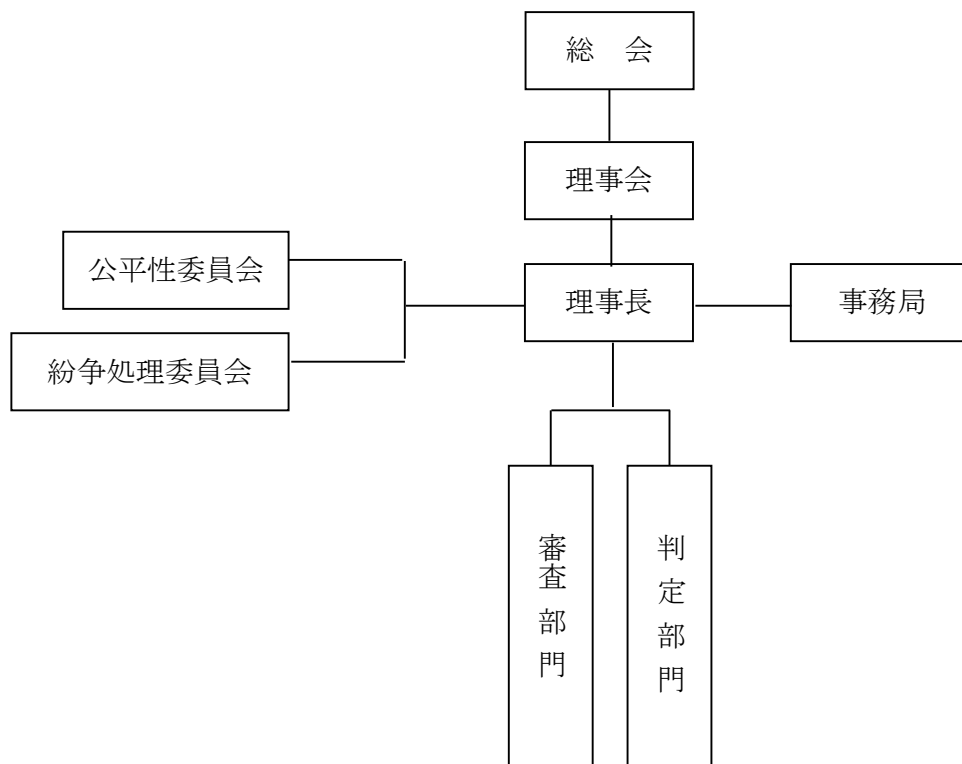 総　会
理事会
公平性委員会
理事長
事務局
紛争処理委員会
審査部門
判定部門